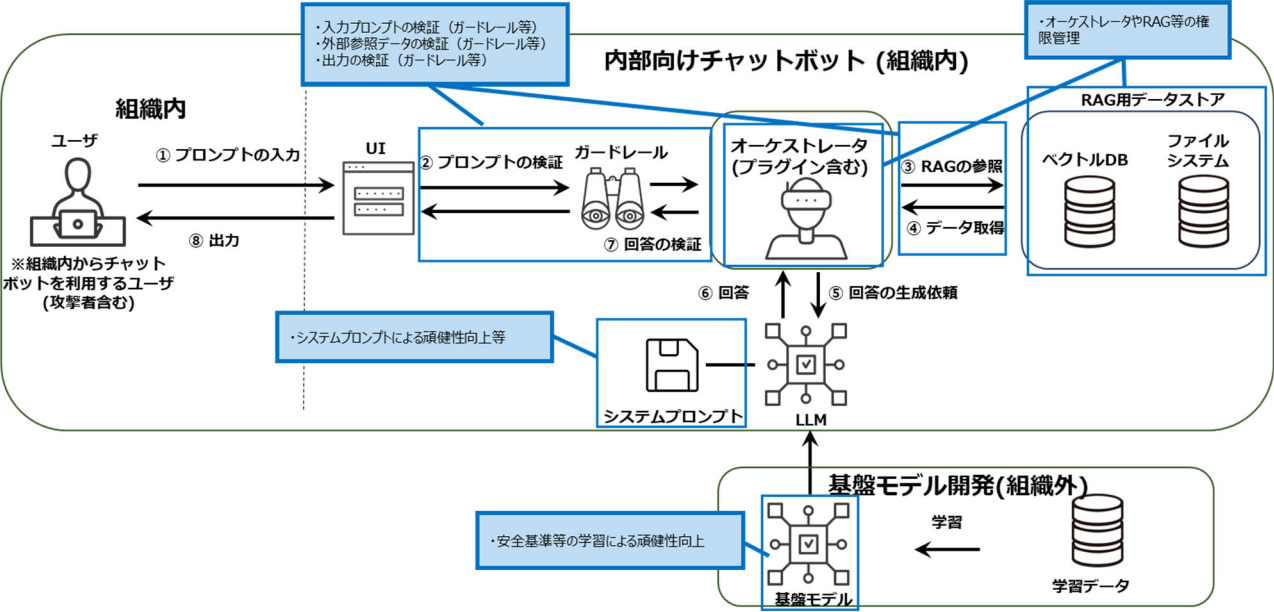 ・入力プロンプトの検証（ガードレール等）
・外部参照データの検証（ガードレール等）
・出力の検証（ガードレール等）
・オーケストレータやRAG等の権
限管理
内部向けチャットボット (組織内)
組織内
RAG用データストア
ユーザ
① プロンプトの入力
UI
② プロンプトの検証
ガードレール
オーケストレータ
(プラグイン含む)
③ RAGの参照
ベクトルDB
ファイル
システム
⑧ 出力
⑦ 回答の検証
④ データ取得
※組織内からチャット
ボットを利用するユーザ
(攻撃者含む)
⑥ 回答
⑤ 回答の生成依頼
・システムプロンプトによる頑健性向上等
システムプロンプト
LLM
基盤モデル開発(組織外)
・安全基準等の学習による頑健性向上
学習
基盤モデル
学習データ